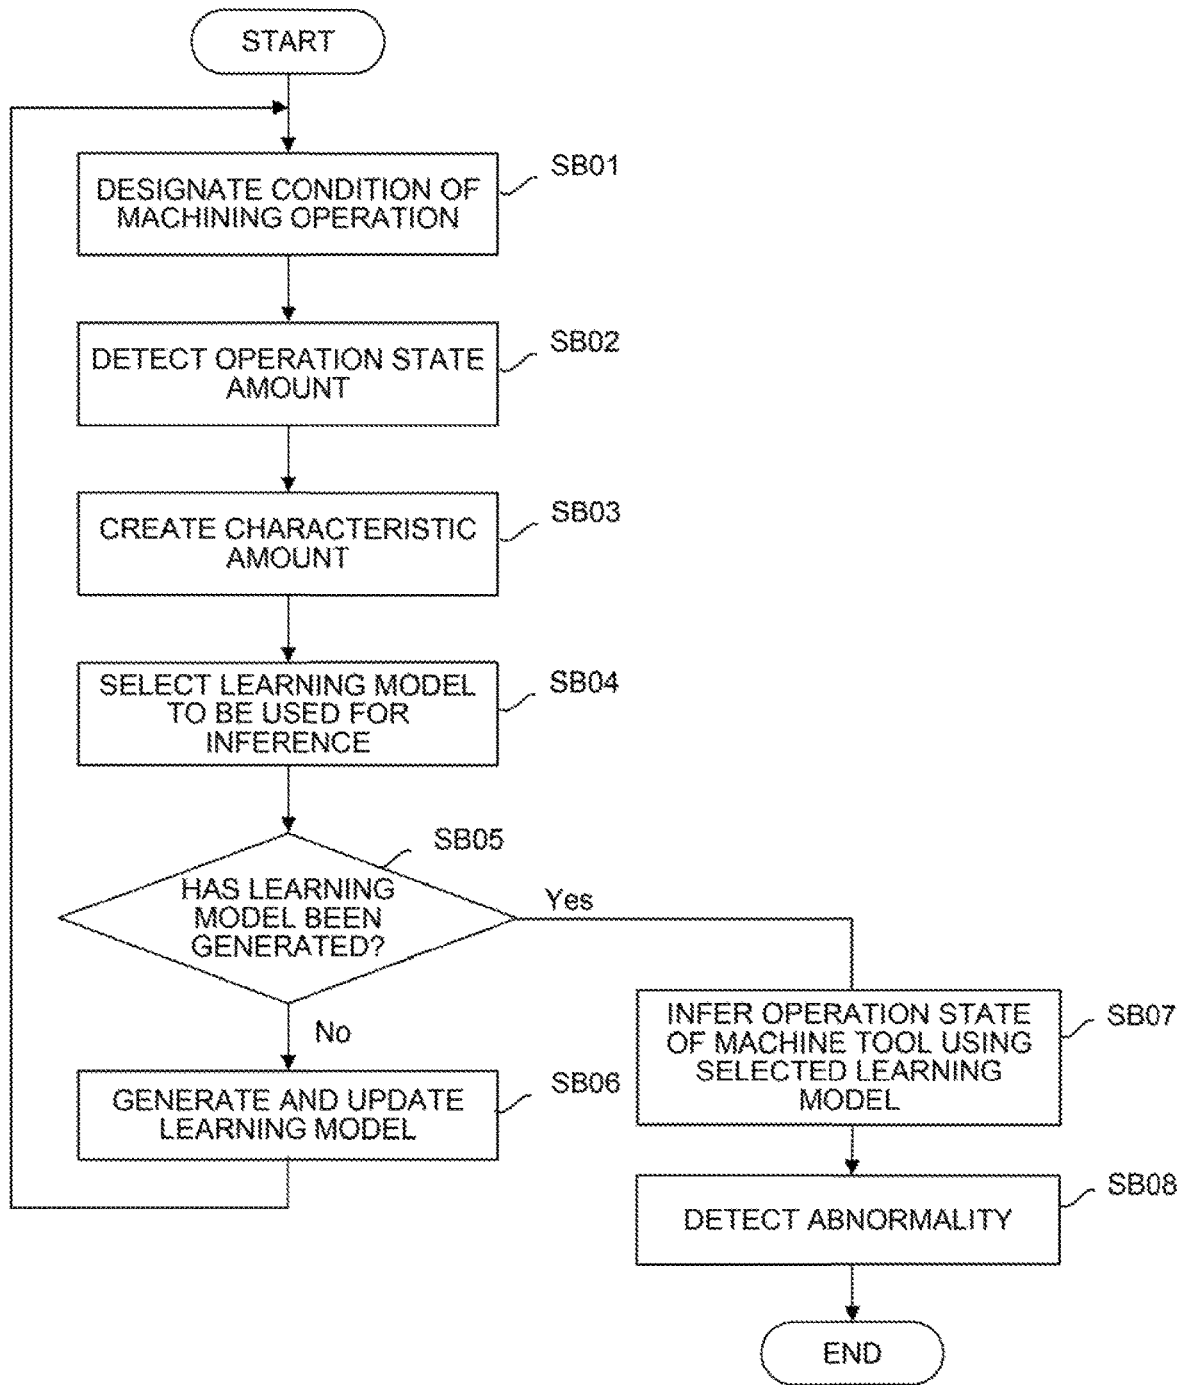 START
SB01
DESIGNATE CONDITION OF
MACHINING OPERATION
SB02
DETECT OPERATION STATE
AMOUNT
SB03
CREATE CHARACTERISTIC
AMOUNT
SB04
SELECT LEARNING MODEL
TO BE USED FOR
INFERENCE
SB05
HAS LEARNING
MODEL BEEN
GENERATED?
Yes
No
SB06
GENERATE AND UPDATE
LEARNING MODEL
SB07
INFER OPERATION STATE
OF MACHINE TOOL USING
SELECTED LEARNING
MODEL
SB08
DETECT ABNORMALITY
END